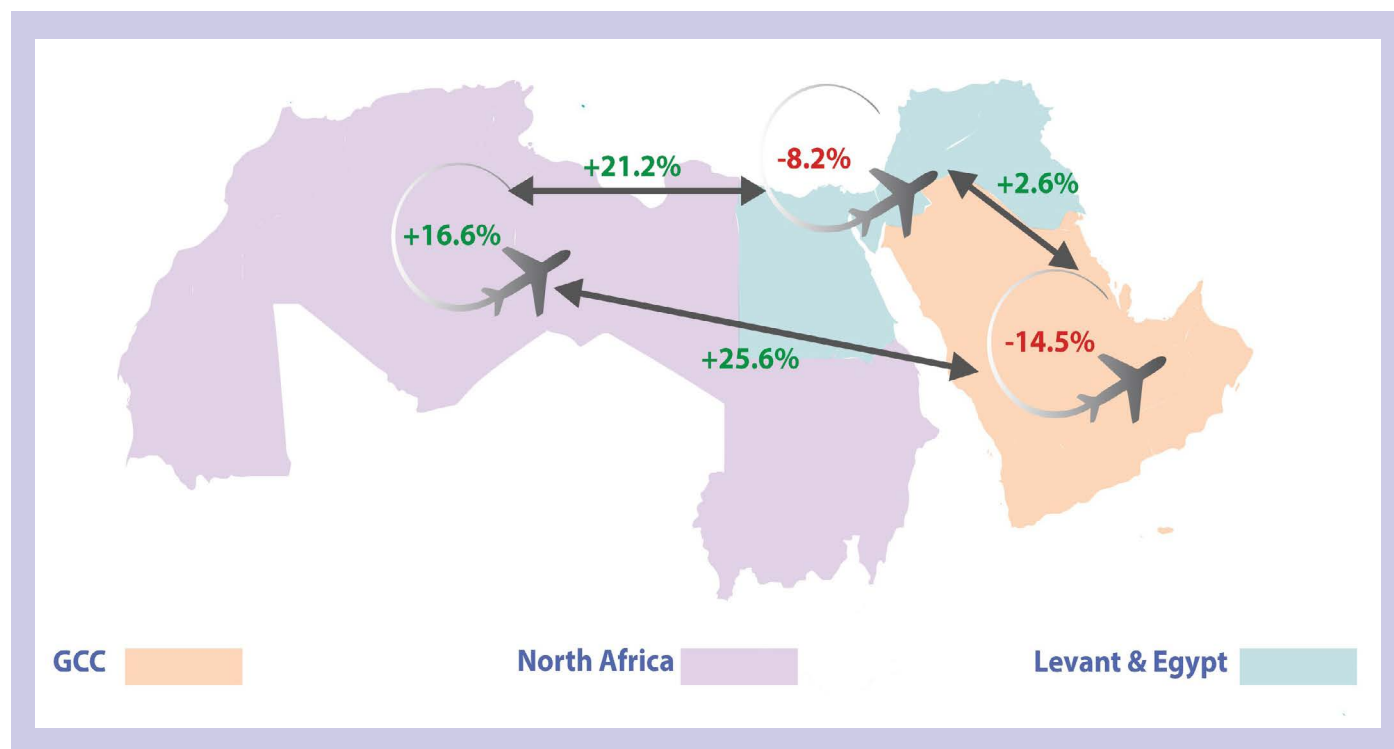 -8.2%
+21.2%
+2.6%
+16.6%
-14.5%
+25.6%
GCC
North Africa
Levant & Egypt